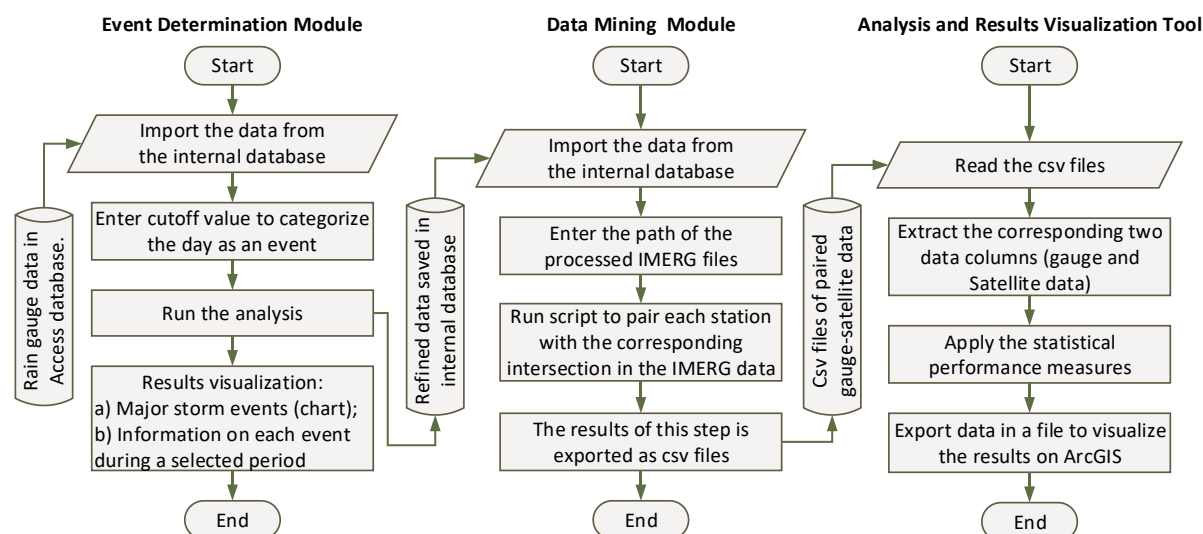 Event Determination Module
Start
Import the data from
the internal database
Rain gauge data in
Access database.
Enter cutoff value to categorize
the day as an event
Run the analysis
Results visualization:
a) Major storm events (chart);
b) Information on each event
during a selected period
End
Data Mining Module
Start
Import the data from
the internal database
Refined data saved in
internal database
Enter the path of the
processed IMERG files
Run script to pair each station
with the corresponding
intersection in the IMERG data
The results of this step is
exported as csv files
End
Analysis and Results Visualization Tool
Start
Read the csv files
Csv files of paired
gauge-satellite data
Extract the corresponding two
data columns (gauge and
Satellite data)
Apply the statistical
performance measures
Export data in a file to visualize
the results on ArcGIS
End